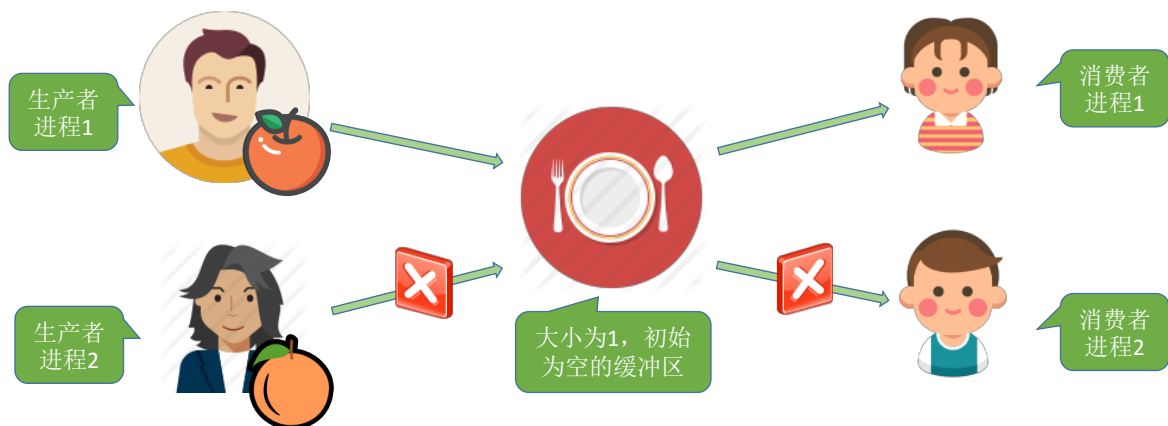 生产者
进程1
消费者
进程1
生产者
进程2
大小为1，初始
为空的缓冲区
消费者
进程2